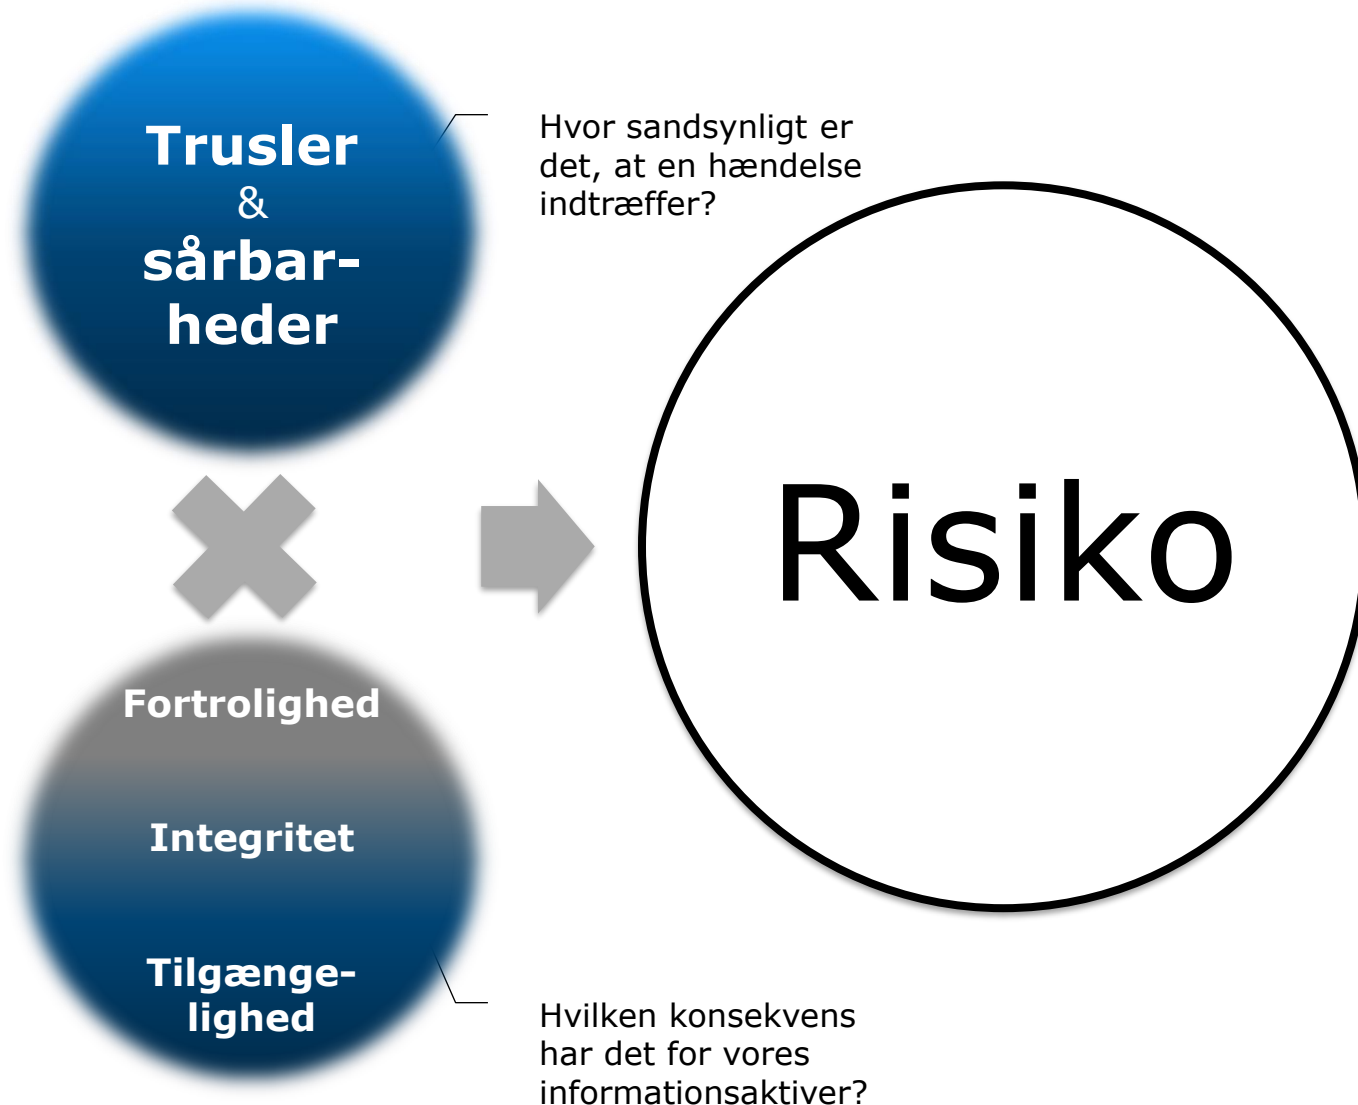 Trusler
&
sårbar-
heder
Hvor sandsynligt er
det, at en hændelse
indtræffer?
Risiko
Fortrolighed
Integritet
Tilgænge-
lighed
Hvilken konsekvens
har det for vores
informationsaktiver?